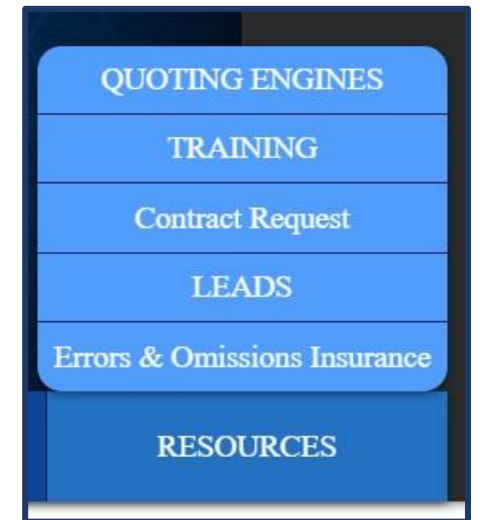 QUOTING ENGINES
TRAINING
Contract Request
LEADS
Errors & Omissions Insurance
RESOURCES